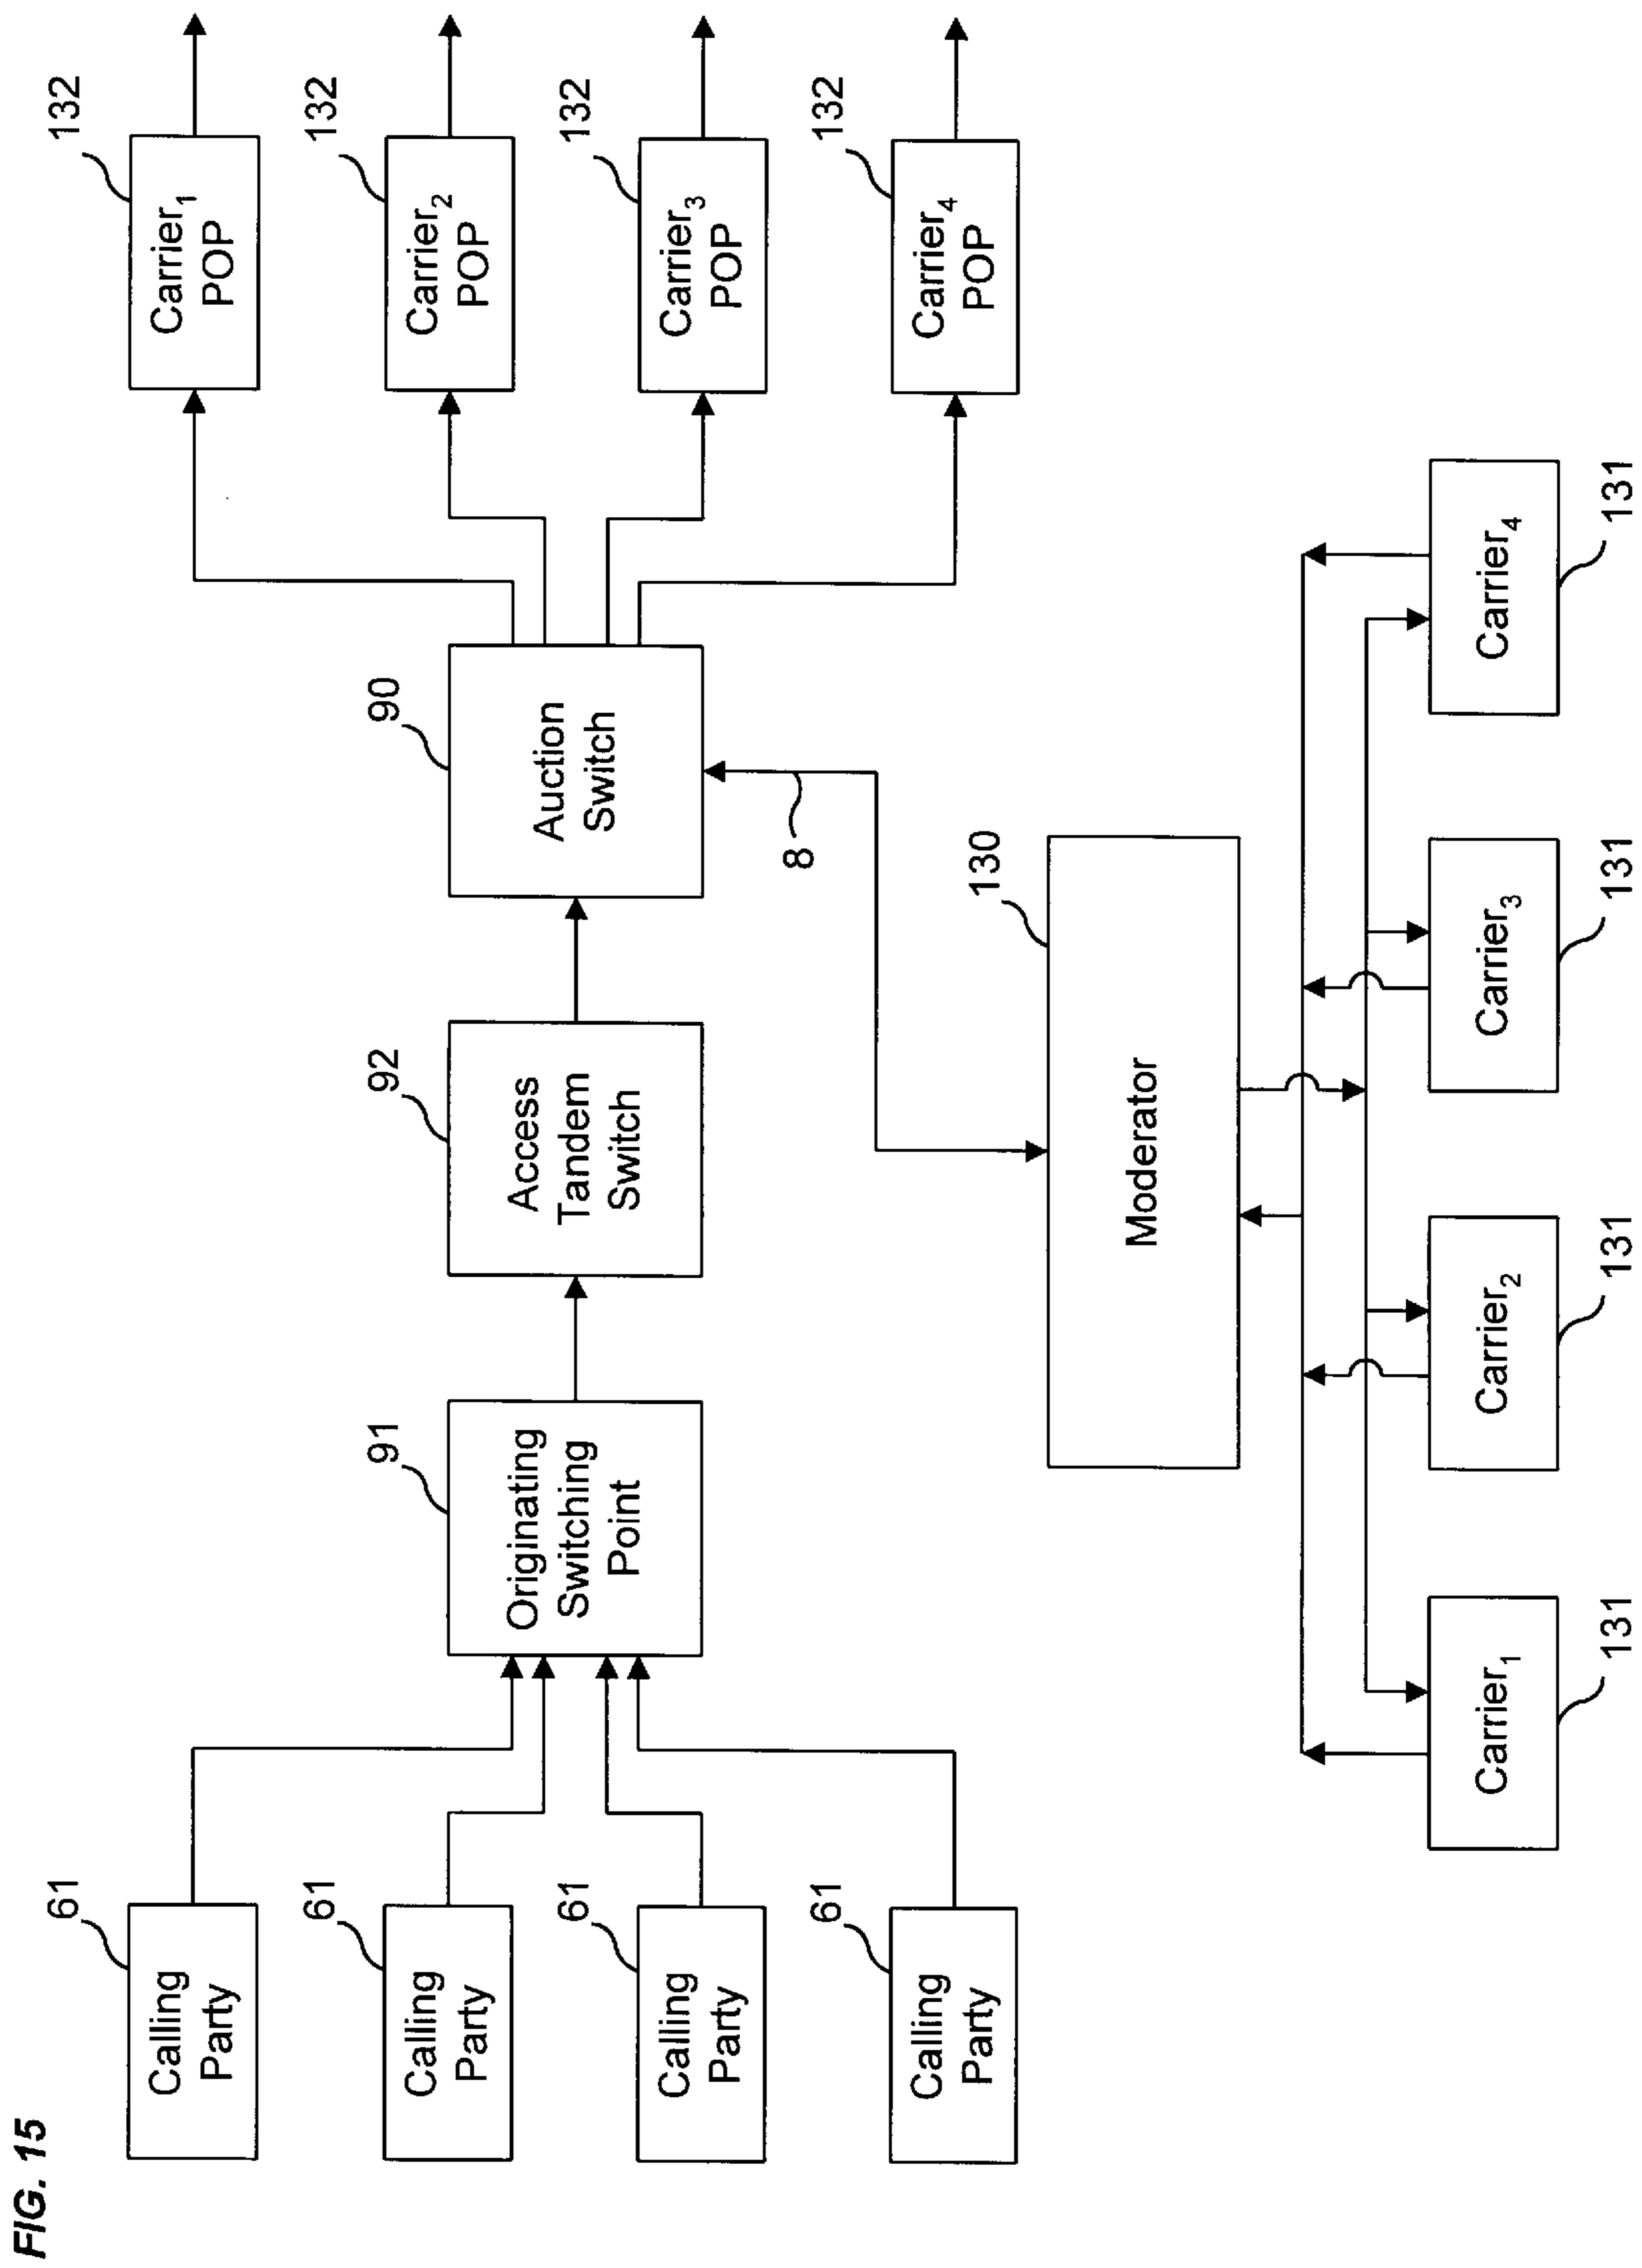 FIG. 15
61
Calling
Party
61
Calling
Party
61
Calling
Party
61
Calling
Party
91
Originating
Switching
Point
92
Access
Tandem
Switch
90
Auction
Switch
8
132
Carrier1
POP
132
Carrier2
POP
132
Carrier3
POP
132
Carrier4
POP
130
Moderator
Carrier1
131
Carrier2
131
Carrier3
131
Carrier4
131